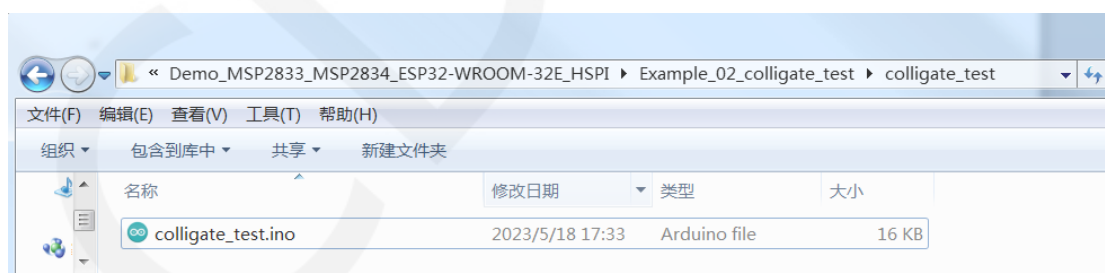 « Demo_MSP2833_MSP2834_ESP32-WROOM-32E_HSPI ▸ Example_02_colligate_test ▸ colligate_test
文件(F) 编辑(E) 查看(V) 工具(T) 帮助(H)
组织 包含到库中 共享 新建文件夹
名称 修改日期 类型 大小
colligate_test.ino 2023/5/18 17:33 Arduino file 16 KB